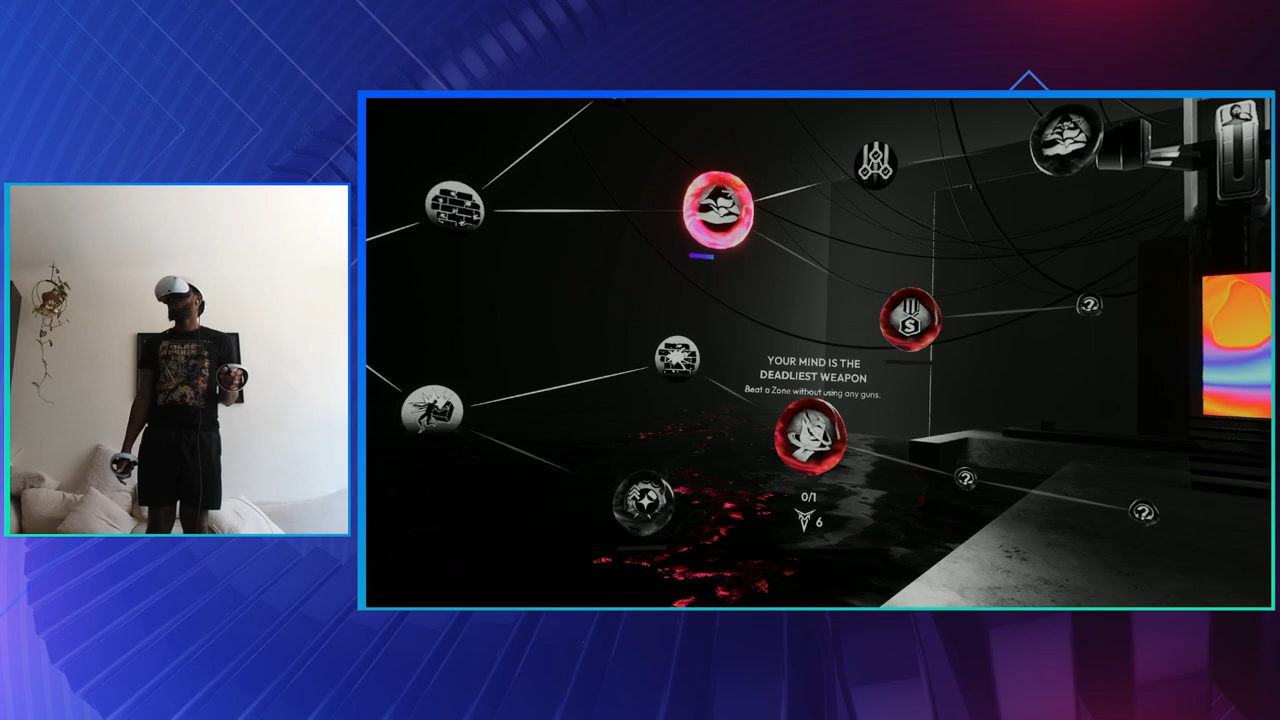 ?
S
YOUR MIND IS THE
DEADLIEST WEAPON
Beat a Zone without using any guns.
?
?
0/1
6